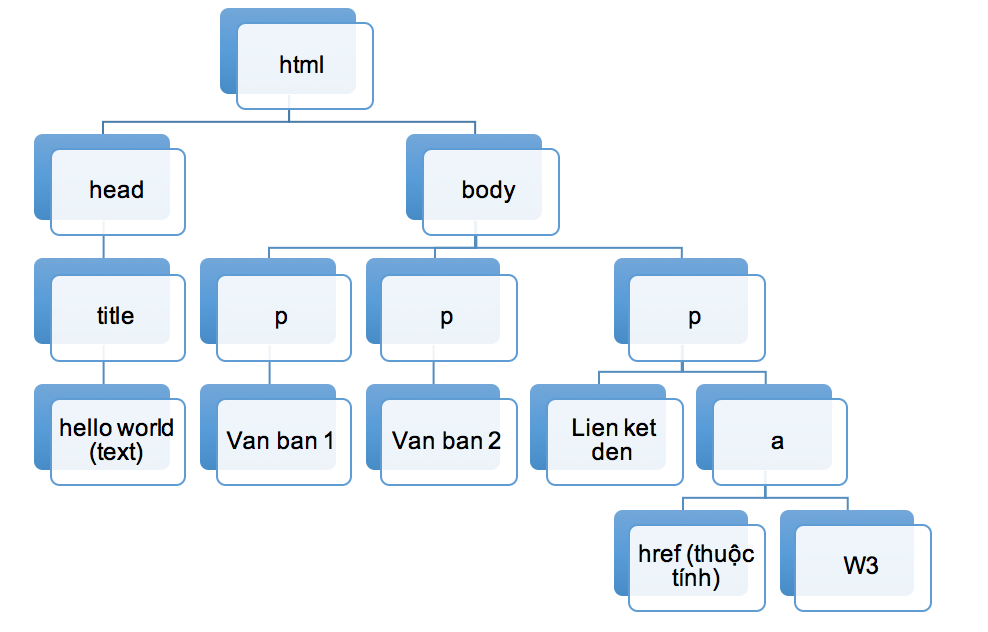 html
head
body
title
p
p
p
hello world
(text)
Van ban 1
Van ban 2
Lien ket
den
a
href (thuộc
tính)
W3